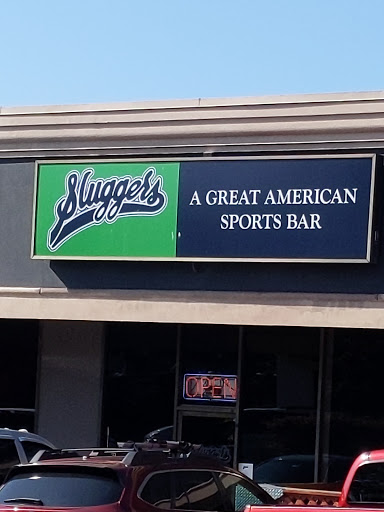 Sluggers
A GREAT AMERICAN
SPORTS BAR
OPEN